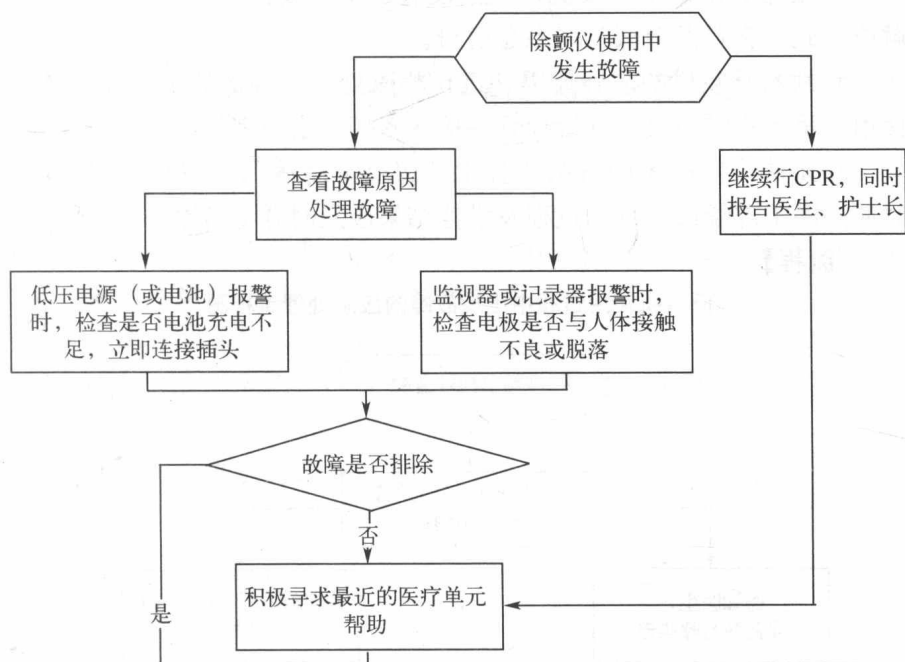 除颤仪使用中
发生故障
查看故障原因
处理故障
继续行CPR，同时
报告医生、护士长
低压电源（或电池）报警
时，检查是否电池充电不
足，立即连接插头
监视器或记录器报警时，
检查电极是否与人体接触
不良或脱落
故障是否排除
否
是
积极寻求最近的医疗单元
帮助